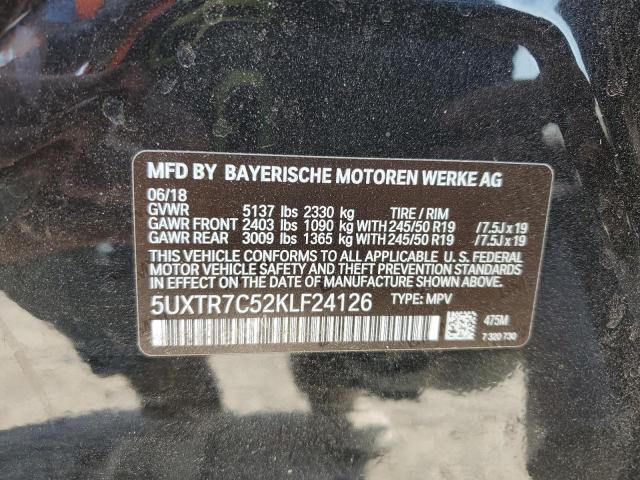 MFD BY BAYERISCHE MOTOREN WERKE AG
06/18
GVWR 5137 lbs 2330 kg TIRE / RIM
GAWR FRONT 2403 lbs 1090 kg WITH 245/50 R19 /7.5J x 19
GAWR REAR 3009 lbs 1365 kg WITH 245/50 R19 /7.5J x 19
THIS VEHICLE CONFORMS TO ALL APPLICABLE U.S. FEDERAL
MOTOR VEHICLE SAFETY AND THEFT PREVENTION STANDARDS
IN EFFECT ON THE DATE OF MANUFACTURE SHOWN ABOVE.
5UXTR7C52KLF24126 TYPE: MPV
475M
7 320 730